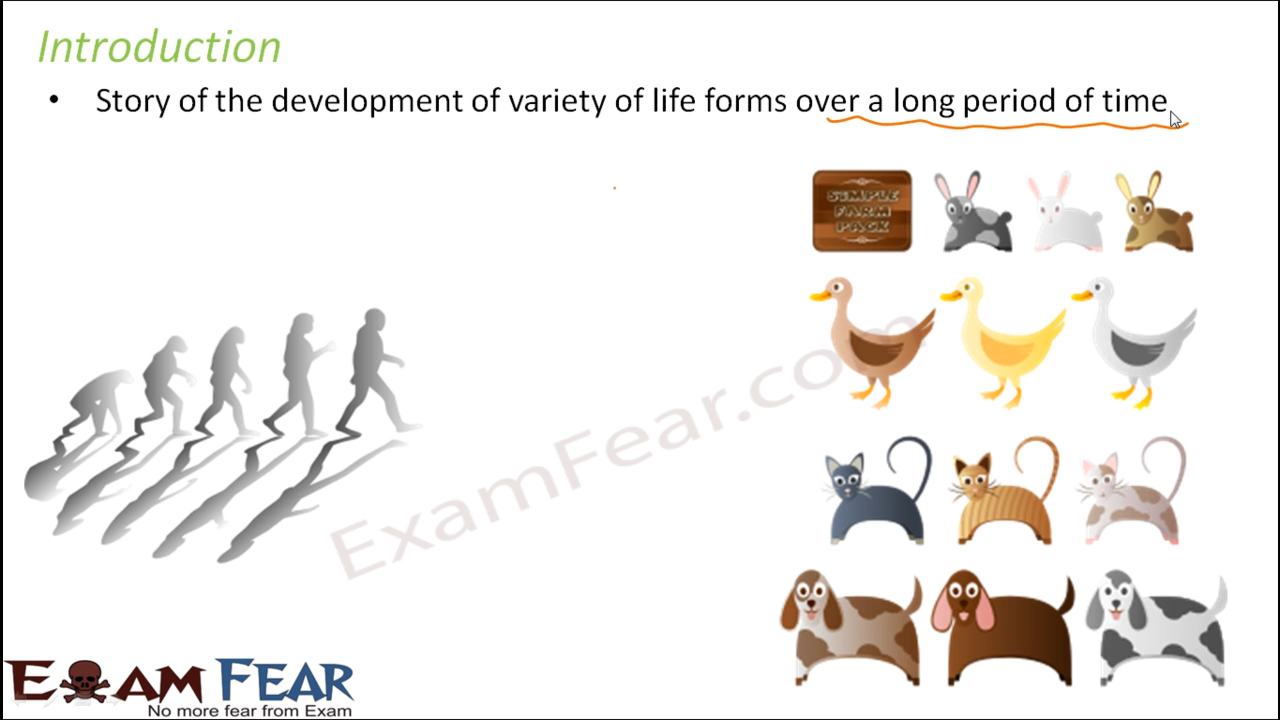 Introduction
• Story of the development of variety of life forms over a long period of time
SIMPLE
FARM
PACK
ExamFear.com
EXAM FEAR
No more fear from Exam